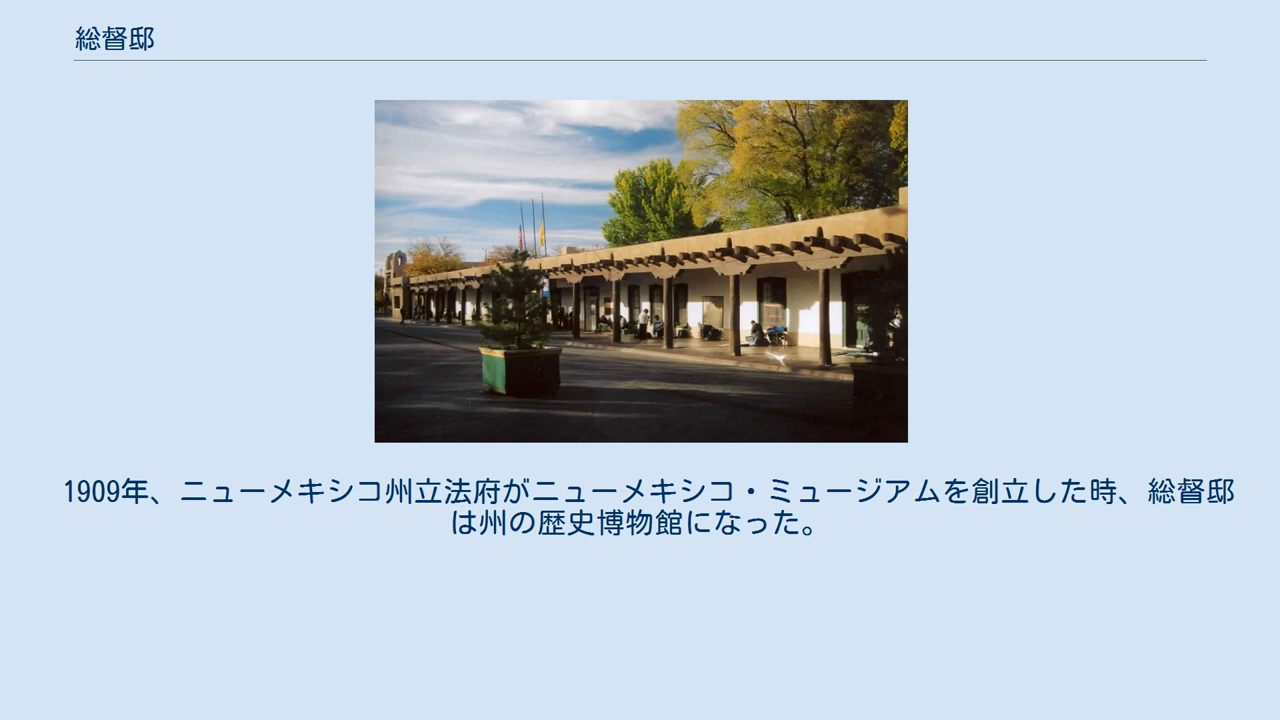 総督邸
1909年、ニューメキシコ州立法府がニューメキシコ・ミュージアムを創立した時、総督邸
は州の歴史博物館になった。